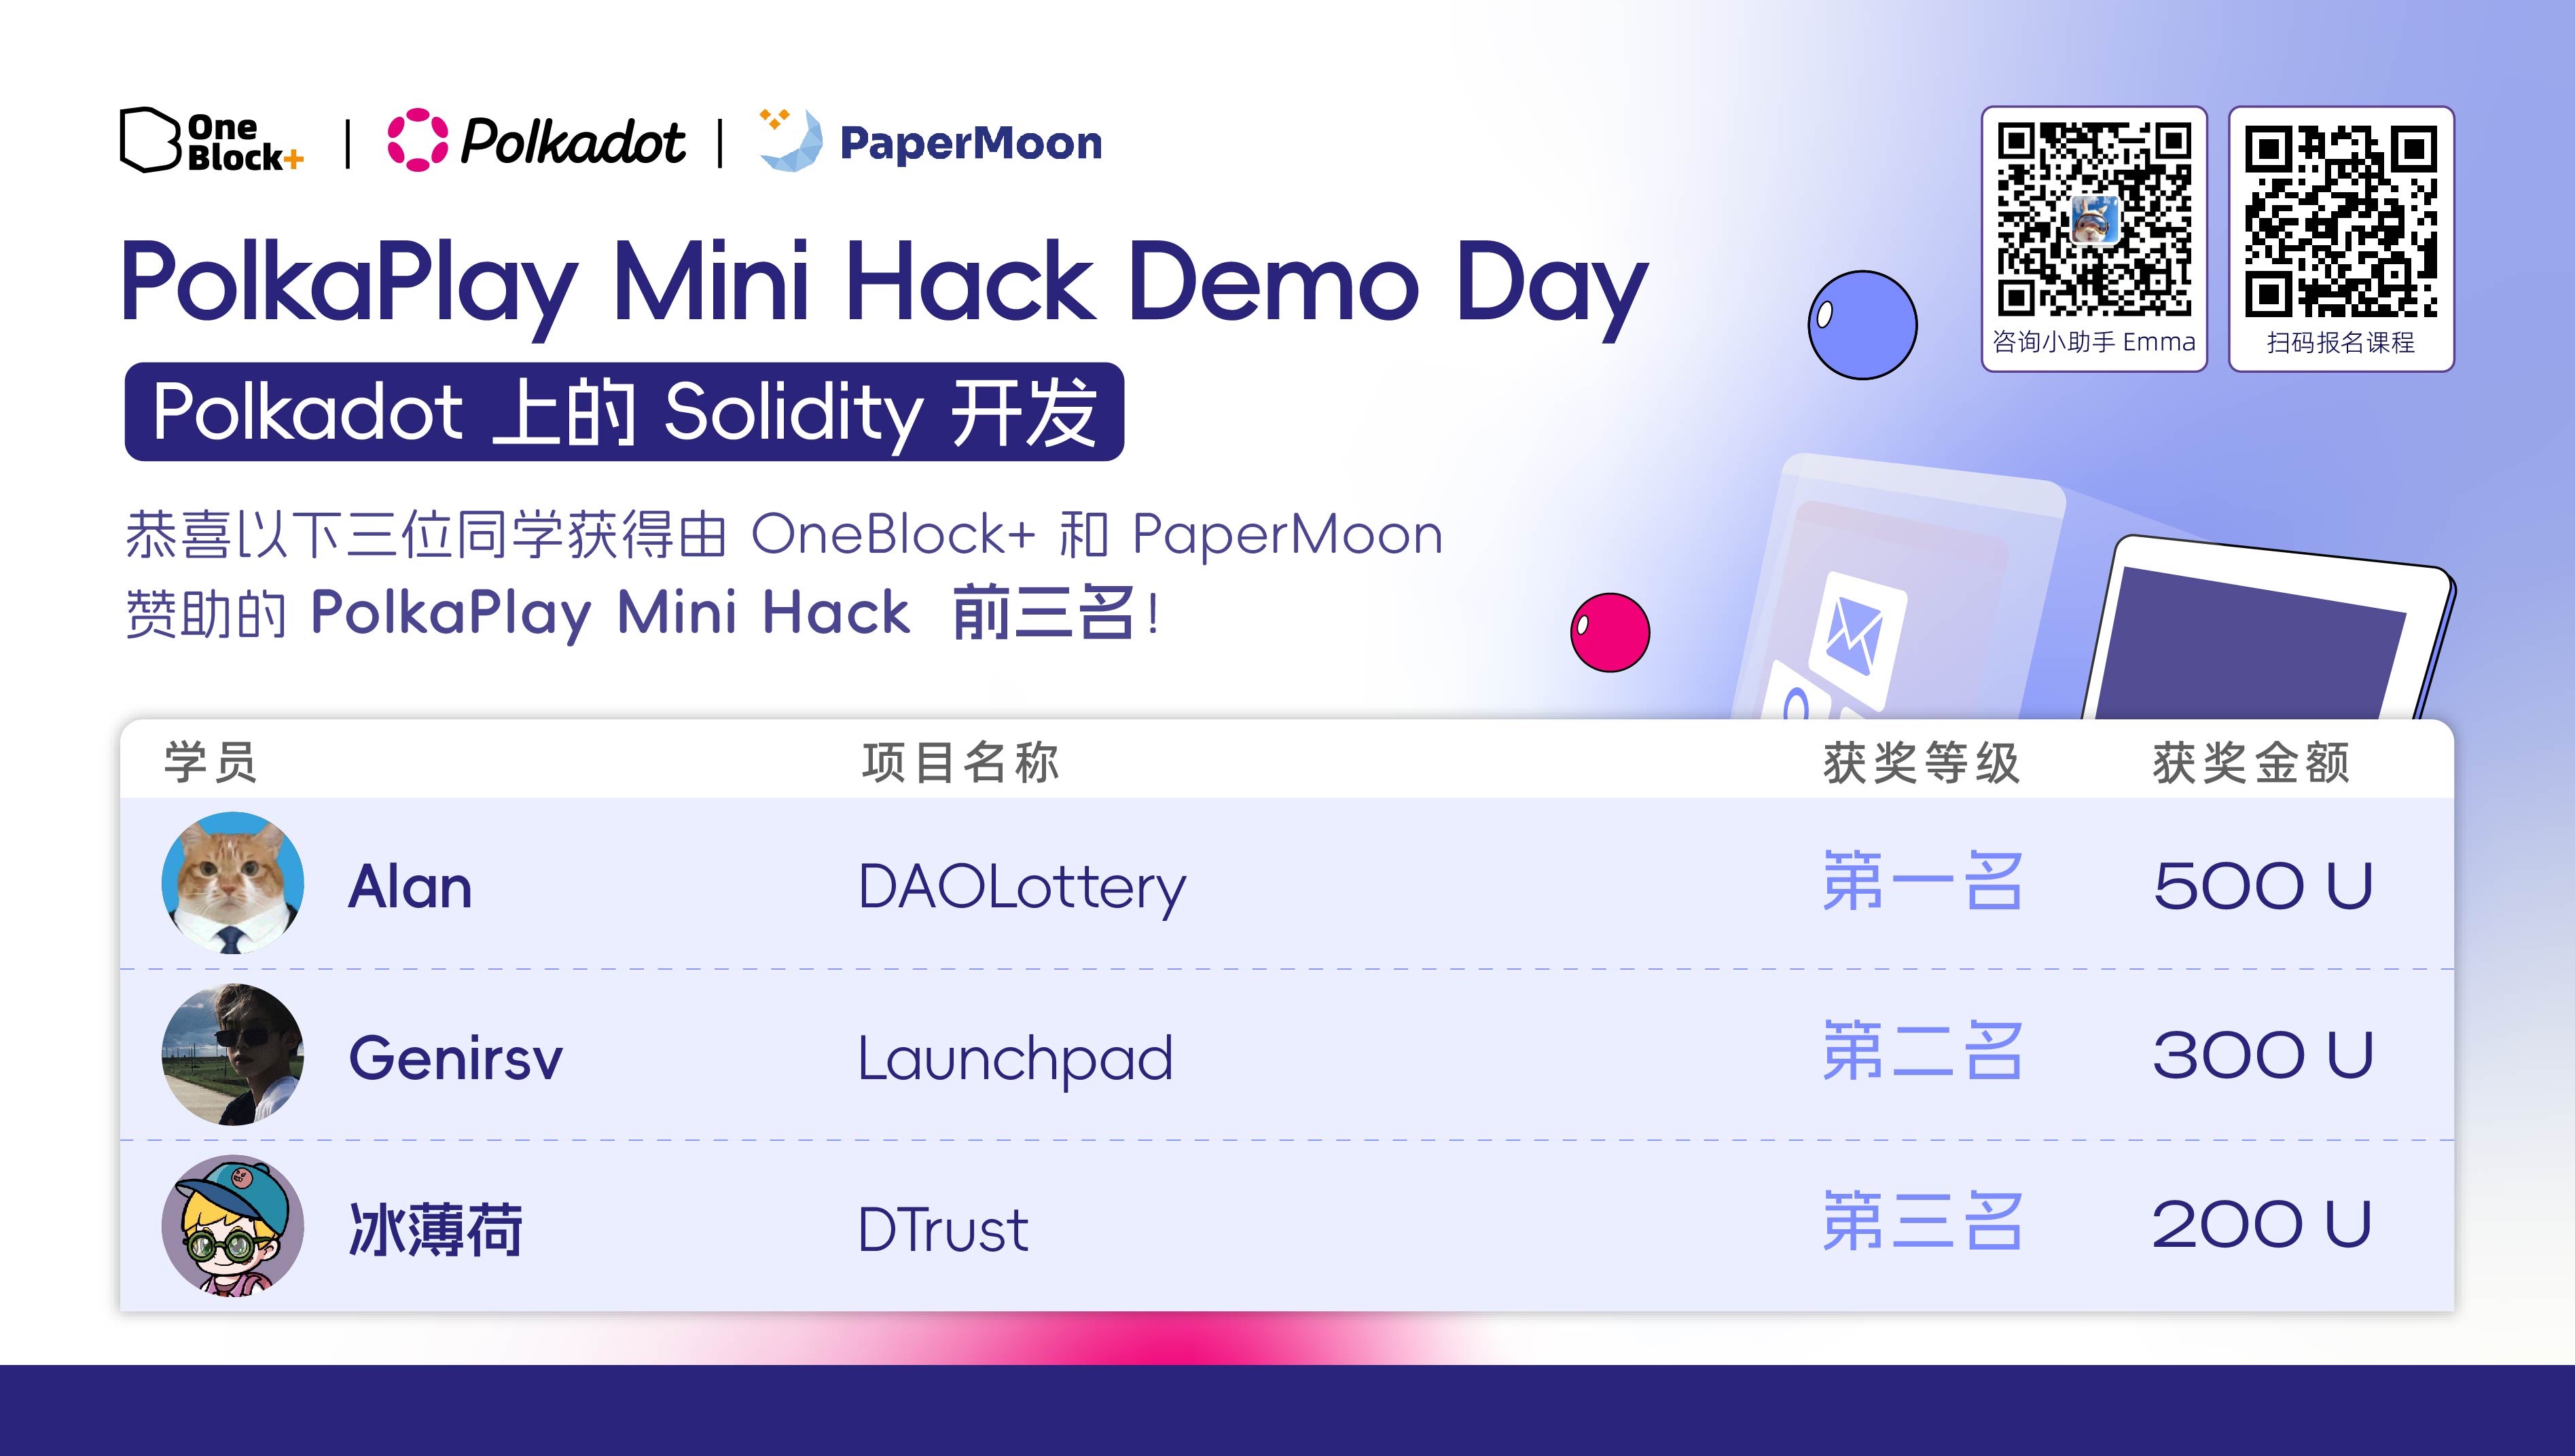 One Block+ | Polkadot | PaperMoon
PolkaPlay Mini Hack Demo Day
咨询小助手 Emma
扫码报名课程
Polkadot 上的 Solidity 开发
恭喜以下三位同学获得由 OneBlock+ 和 PaperMoon
赞助的 PolkaPlay Mini Hack 前三名!
学员 项目名称 获奖等级 获奖金额
Alan DAOLottery 第一名 500 U
Genirsv Launchpad 第二名 300 U
冰薄荷 DTrust 第三名 200 U